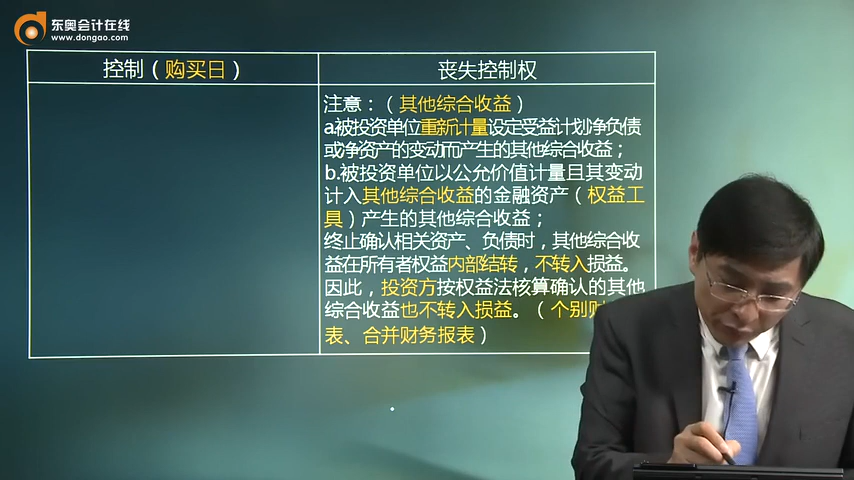 东奥会计在线
www.dongao.com
控制（购买日）
丧失控制权
注意：（其他综合收益）
a.被投资单位重新计量设定受益计划净负债
或净资产的变动而产生的其他综合收益；
b.被投资单位以公允价值计量且其变动
计入其他综合收益的金融资产（权益工
具）产生的其他综合收益；
终止确认相关资产、负债时，其他综合收
益在所有者权益内部结转，不转入损益。
因此，投资方按权益法核算确认的其他
综合收益也不转入损益。（个别财
表、合并财务报表）